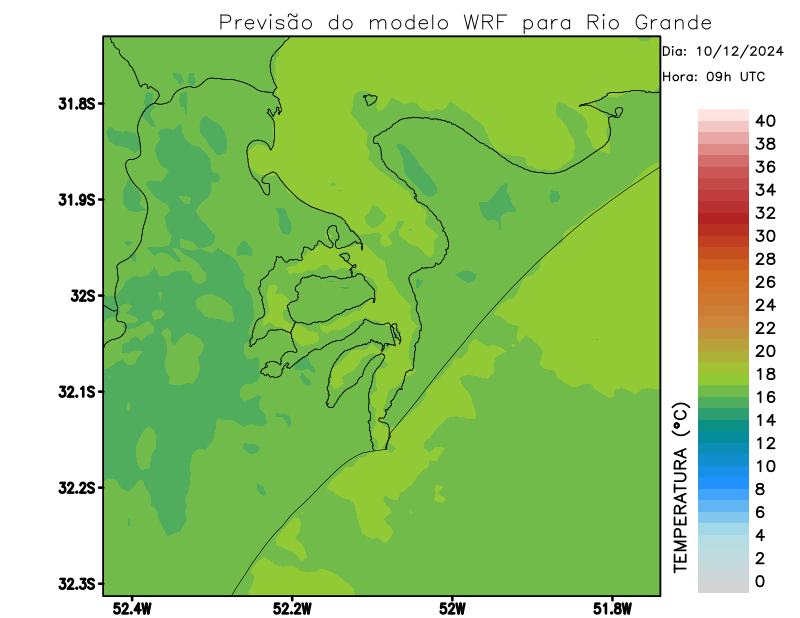 Previsão do modelo WRF para Rio Grande
Dia: 10/12/2024
Hora: 09h UTC
31.8S
31.9S
32S
32.1S
32.2S
32.3S
52.4W
52.2W
52W
51.8W
TEMPERATURA (°C)
40
38
36
34
32
30
28
26
24
22
20
18
16
14
12
10
8
6
4
2
0